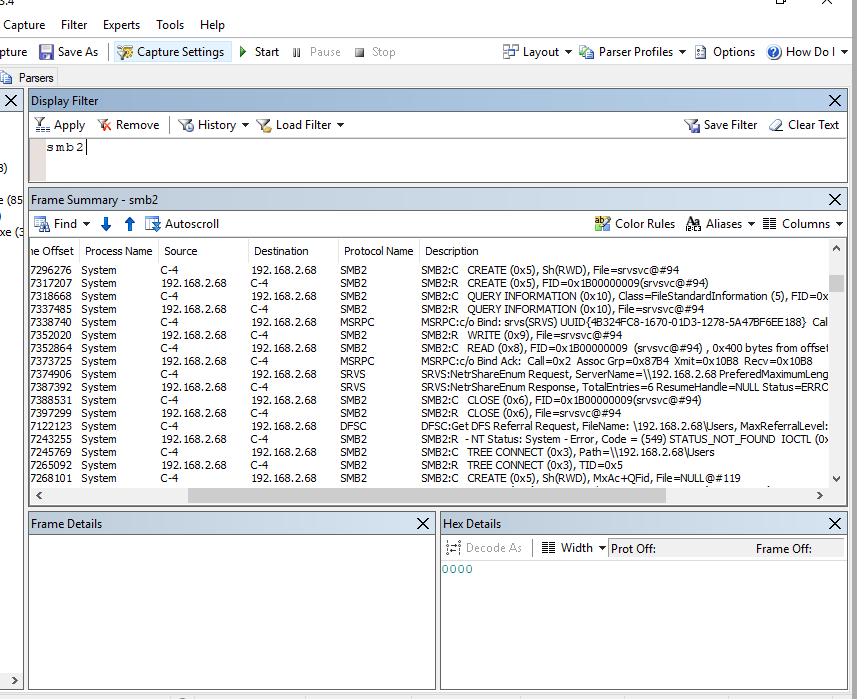 3.4
Capture Filter Experts Tools Help
pture Save As Capture Settings Start Pause Stop Layout Parser Profiles Options How Do I
Parsers
Display Filter
Apply Remove History Load Filter Save Filter Clear Text
smb2
3)
e (85
)
xe (3
Frame Summary - smb2
Find Autoscroll Color Rules Aliases Columns
ne Offset Process Name Source Destination Protocol Name Description
7296276 System C-4 192.168.2.68 SMB2 SMB2:C CREATE (0x5), Sh(RWD), File=srvsvc@#94
7317207 System 192.168.2.68 C-4 SMB2 SMB2:R CREATE (0x5), FID=0x1B00000009(srvsvc@#94)
7318668 System C-4 192.168.2.68 SMB2 SMB2:C QUERY INFORMATION (0x10), Class=FileStandardInformation (5), FID=0x
7337485 System 192.168.2.68 C-4 SMB2 SMB2:R QUERY INFORMATION (0x10), File=srvsvc@#94
7338740 System C-4 192.168.2.68 MSRPC MSRPC:c/o Bind: srvs(SRVS) UUID{4B324FC8-1670-01D3-1278-5A47BF6EE188} Cal
7352020 System 192.168.2.68 C-4 SMB2 SMB2:R WRITE (0x9), File=srvsvc@#94
7352864 System C-4 192.168.2.68 SMB2 SMB2:C READ (0x8), FID=0x1B00000009 (srvsvc@#94) , 0x400 bytes from offset
7373725 System 192.168.2.68 C-4 MSRPC MSRPC:c/o Bind Ack: Call=0x2 Assoc Grp=0x87B4 Xmit=0x10B8 Recv=0x10B8
7374906 System C-4 192.168.2.68 SRVS SRVS:NetrShareEnum Request, ServerName=\\192.168.2.68 PreferedMaximumLeng
7387392 System 192.168.2.68 C-4 SRVS SRVS:NetrShareEnum Response, TotalEntries=6 ResumeHandle=NULL Status=ERRO
7388531 System C-4 192.168.2.68 SMB2 SMB2:C CLOSE (0x6), FID=0x1B00000009(srvsvc@#94)
7397299 System 192.168.2.68 C-4 SMB2 SMB2:R CLOSE (0x6), File=srvsvc@#94
7122123 System C-4 192.168.2.68 DFSC DFSC:Get DFS Referral Request, FileName: \192.168.2.68\Users, MaxReferralLevel:
7243255 System 192.168.2.68 C-4 SMB2 SMB2:R - NT Status: System - Error, Code = (549) STATUS_NOT_FOUND IOCTL (0x
7245769 System C-4 192.168.2.68 SMB2 SMB2:C TREE CONNECT (0x3), Path=\\192.168.2.68\Users
7265092 System 192.168.2.68 C-4 SMB2 SMB2:R TREE CONNECT (0x3), TID=0x5
7268101 System C-4 192.168.2.68 SMB2 SMB2:C CREATE (0x5), Sh(RWD), MxAc+QFid, File=NULL@#119
Frame Details Hex Details
Decode As Width Prot Off: Frame Off:
0000